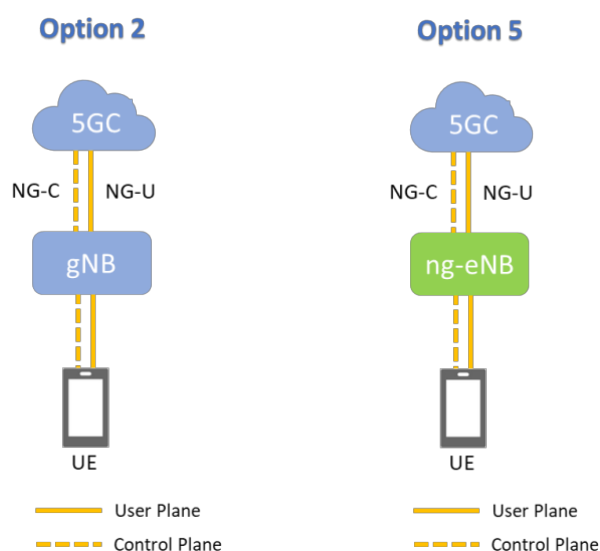 Option 2
5GC
NG-C NG-U
gNB
UE
User Plane
Control Plane
Option 5
5GC
NG-C NG-U
ng-eNB
UE
User Plane
Control Plane